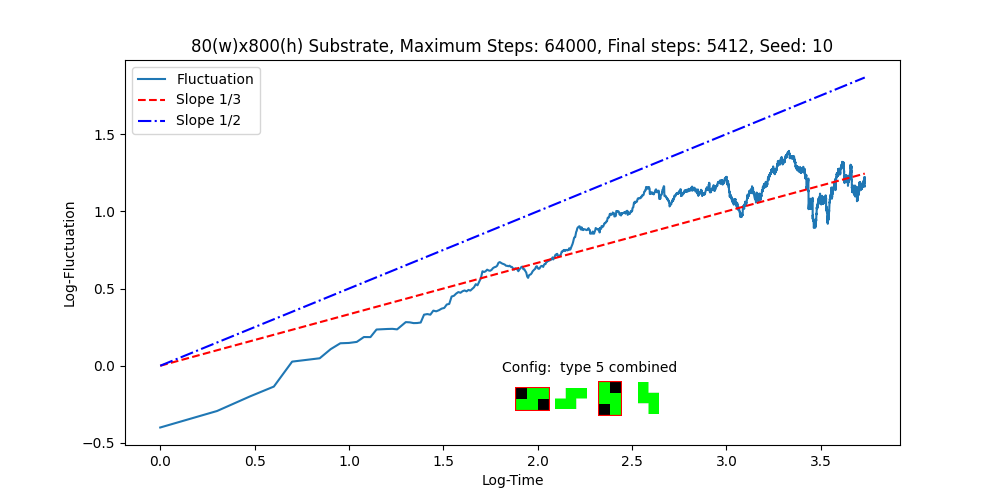 80(w)x800(h) Substrate, Maximum Steps: 64000, Final steps: 5412, Seed: 10
Fluctuation
Slope 1/3
Slope 1/2
Log-Fluctuation
1.5
1.0
0.5
0.0
−0.5
Config:  type 5 combined
0.0 0.5 1.0 1.5 2.0 2.5 3.0 3.5
Log-Time